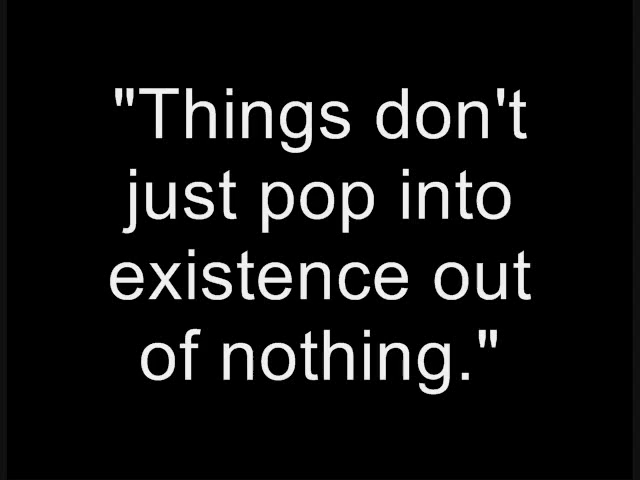 "Things don't
just pop into
existence out
of nothing."